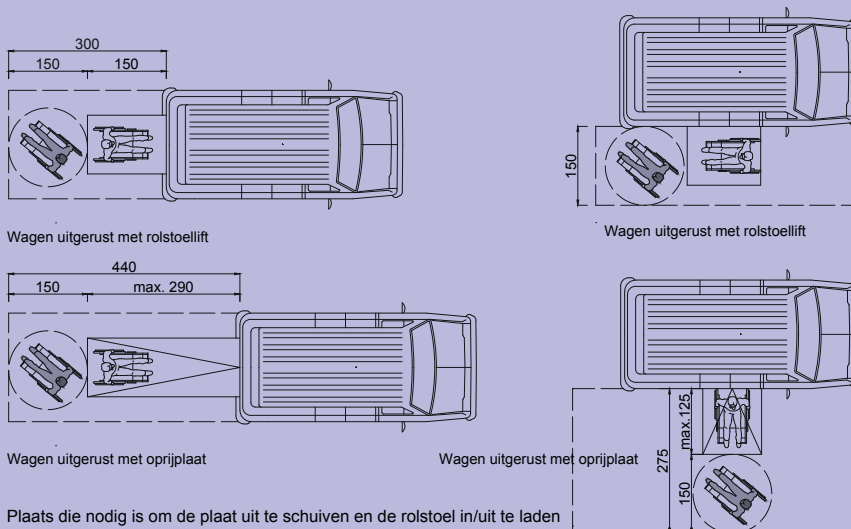 300
150 150
Wagen uitgerust met rolstoellift
150
Wagen uitgerust met rolstoellift
440
150 max. 290
Wagen uitgerust met oprijplaat
Wagen uitgerust met oprijplaat
275
max.125
150
Plaats die nodig is om de plaat uit te schuiven en de rolstoel in/uit te laden